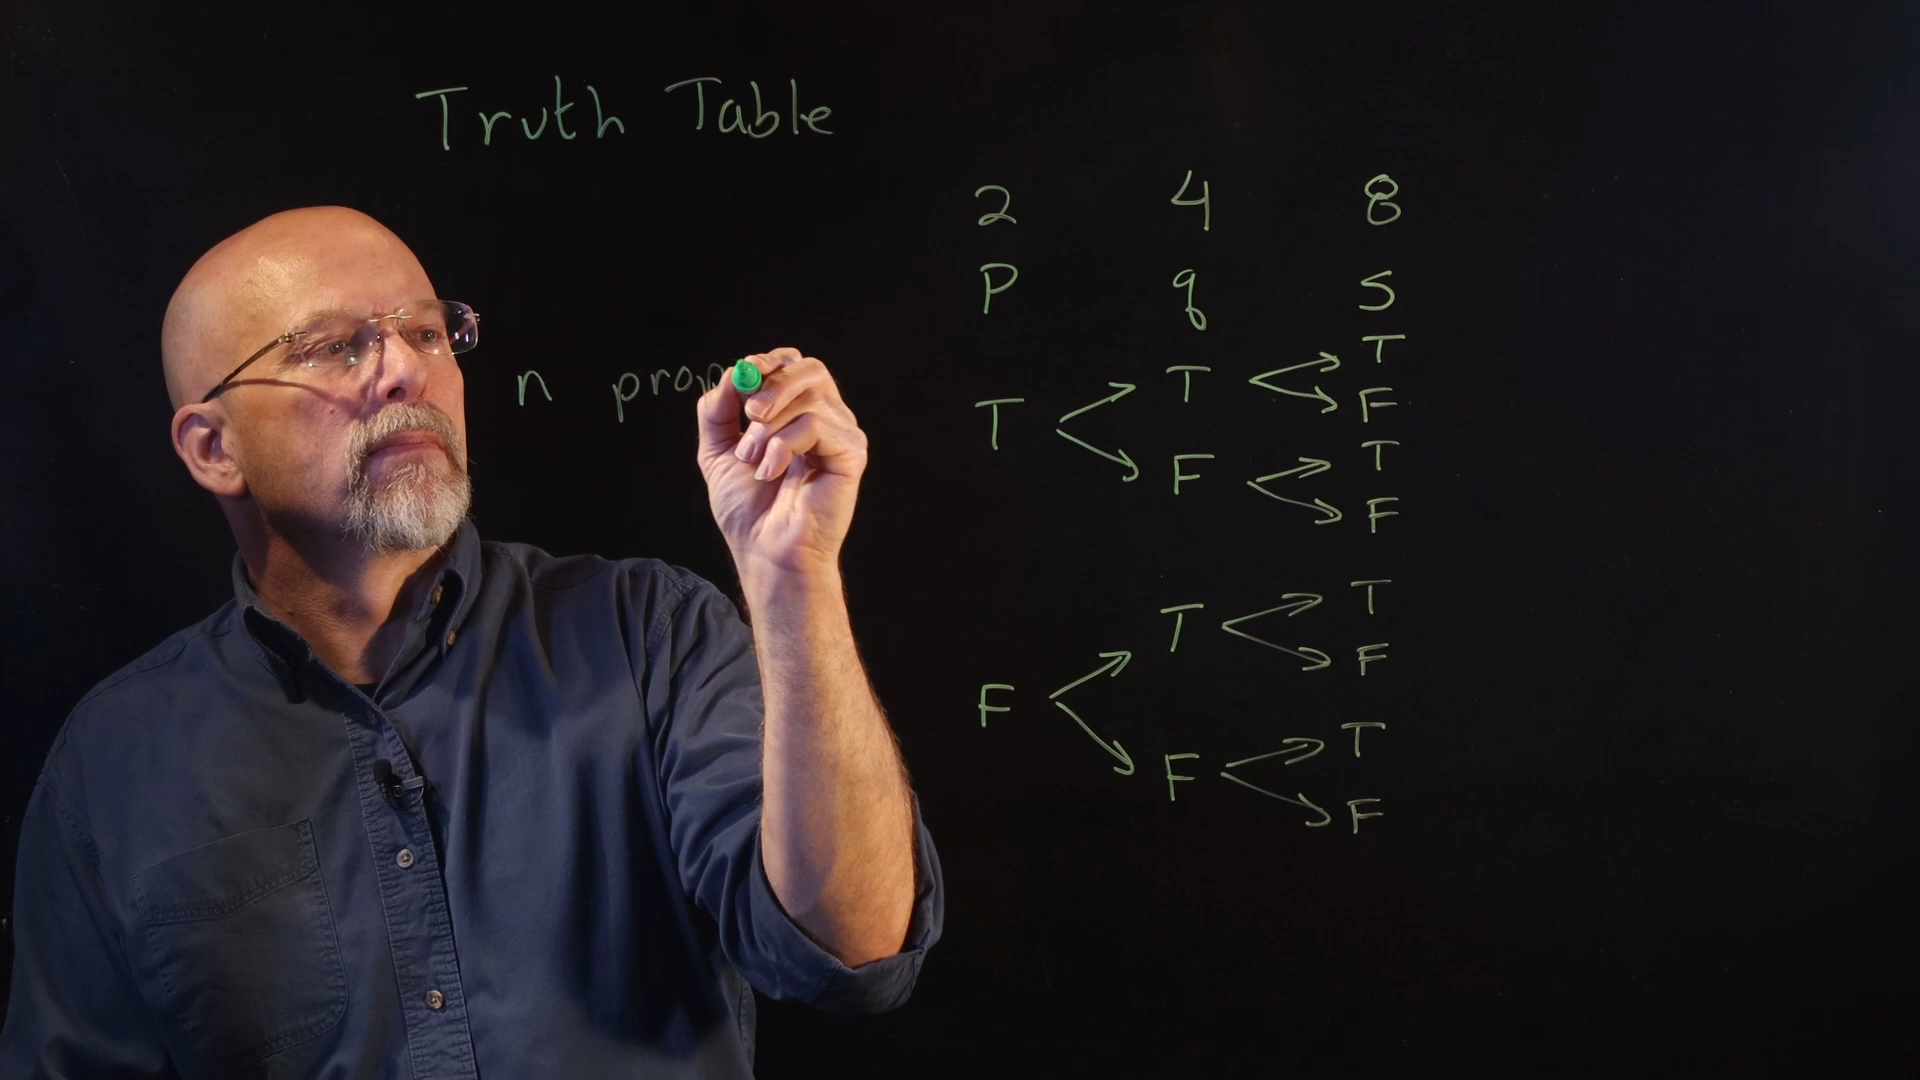 Truth Table
2 4 8
p q s
n prop
T
T T F
F T
F
T T
F
F
F T
F